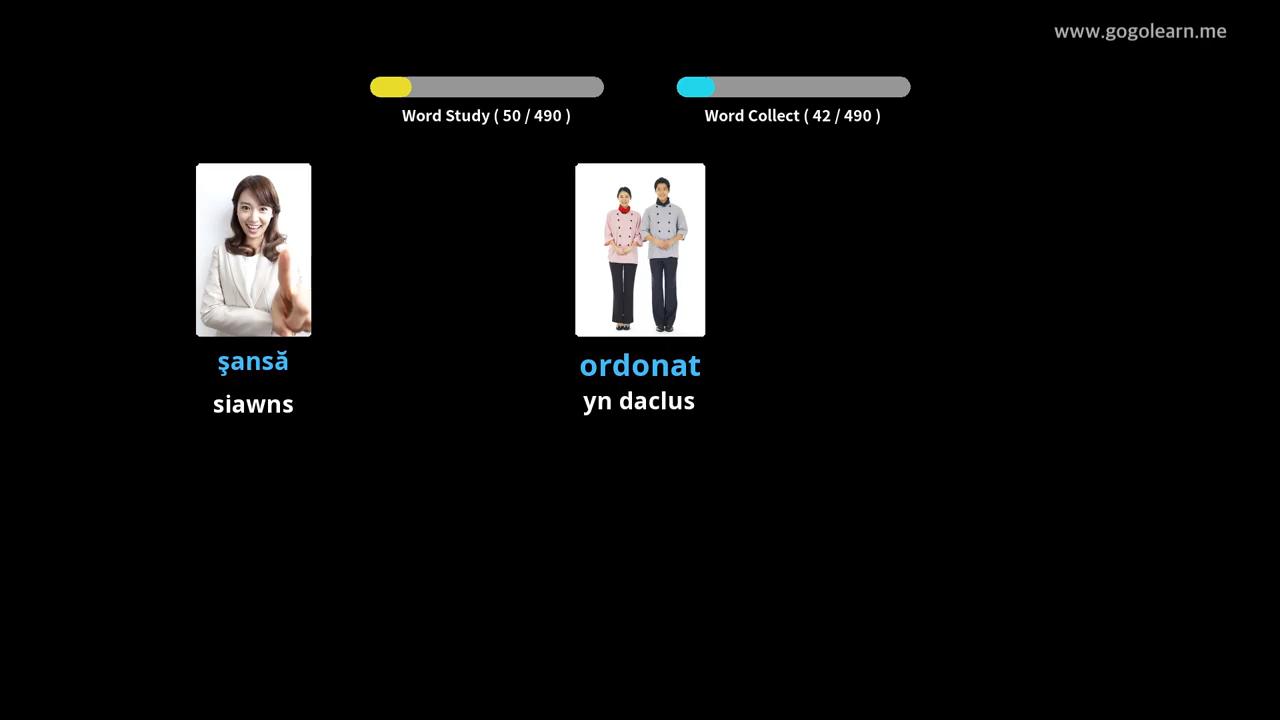 www.gogolearn.me
Word Study ( 50 / 490 )
Word Collect ( 42 / 490 )
şansă
siawns
ordonat
yn daclus